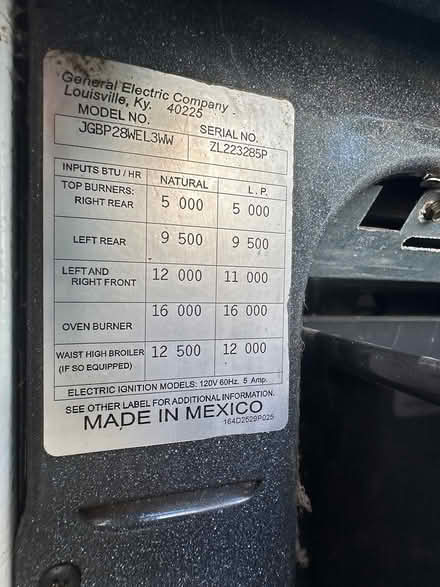 General Electric Company
Louisville, Ky. 40225
MODEL NO. SERIAL NO.
JGBP28WEL3WW ZL223285P
INPUTS BTU / HR NATURAL L.P.
TOP BURNERS:
RIGHT REAR 5 000 5 000
LEFT REAR 9 500 9 500
LEFT AND
RIGHT FRONT 12 000 11 000
OVEN BURNER 16 000 16 000
WAIST HIGH BROILER 12 500 12 000
(IF SO EQUIPPED)
ELECTRIC IGNITION MODELS: 120V 60Hz. 5 Amp.
SEE OTHER LABEL FOR ADDITIONAL INFORMATION.
MADE IN MEXICO
164D2529P025